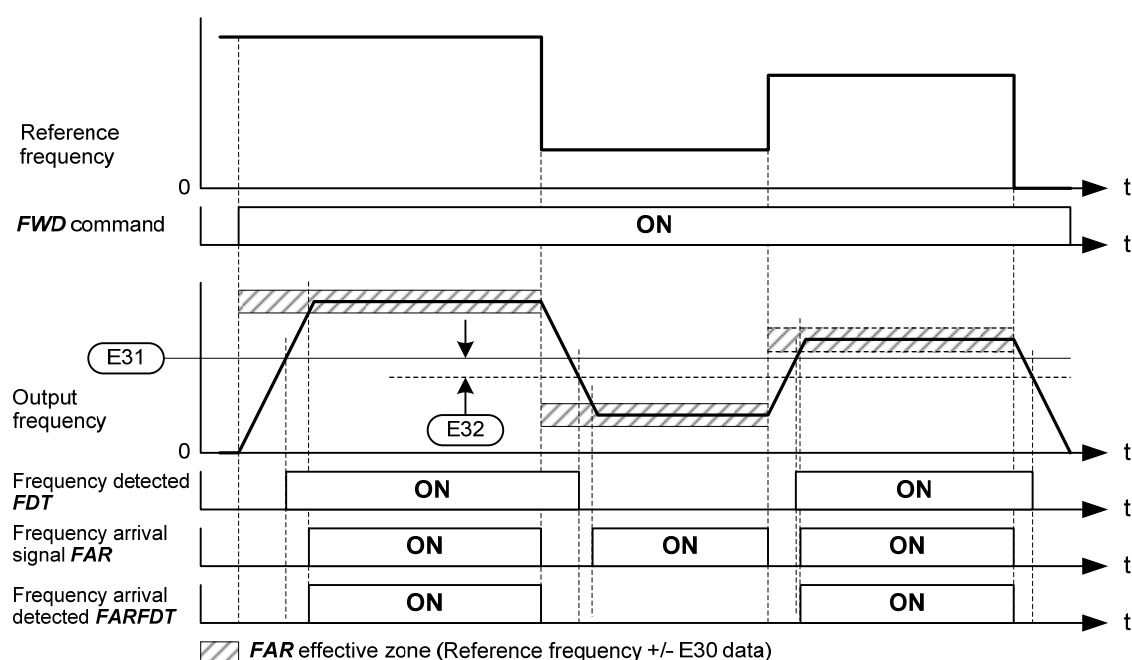 Reference
frequency
0
t
FWD command
ON
t
E31
E32
Output
frequency
0
t
Frequency detected
FDT
ON
ON
t
Frequency arrival
signal FAR
ON
ON
ON
t
Frequency arrival
detected FARFDT
ON
ON
t
FAR effective zone (Reference frequency +/- E30 data)